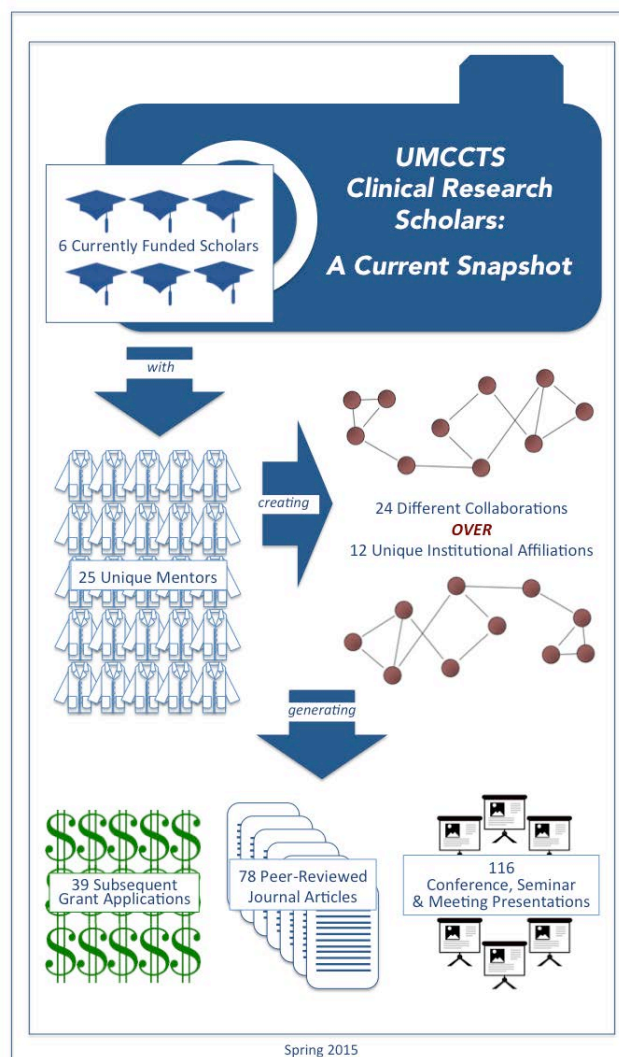 UMCCTS
Clinical Research
Scholars:
A Current Snapshot
6 Currently Funded Scholars
with
25 Unique Mentors
creating
24 Different Collaborations
OVER
12 Unique Institutional Affiliations
generating
39 Subsequent
Grant Applications
78 Peer-Reviewed
Journal Articles
116
Conference, Seminar
& Meeting Presentations
Spring 2015